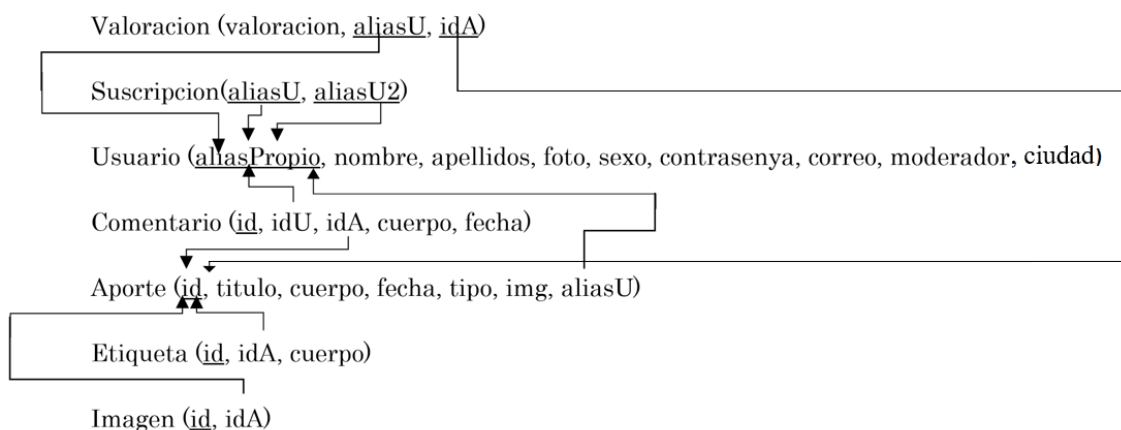 Valoracion (valoracion, aliasU, idA)
Suscripcion(aliasU, aliasU2)
Usuario (aliasPropio, nombre, apellidos, foto, sexo, contrasenya, correo, moderador, ciudad)
Comentario (id, idU, idA, cuerpo, fecha)
Aporte (id, titulo, cuerpo, fecha, tipo, img, aliasU)
Etiqueta (id, idA, cuerpo)
Imagen (id, idA)